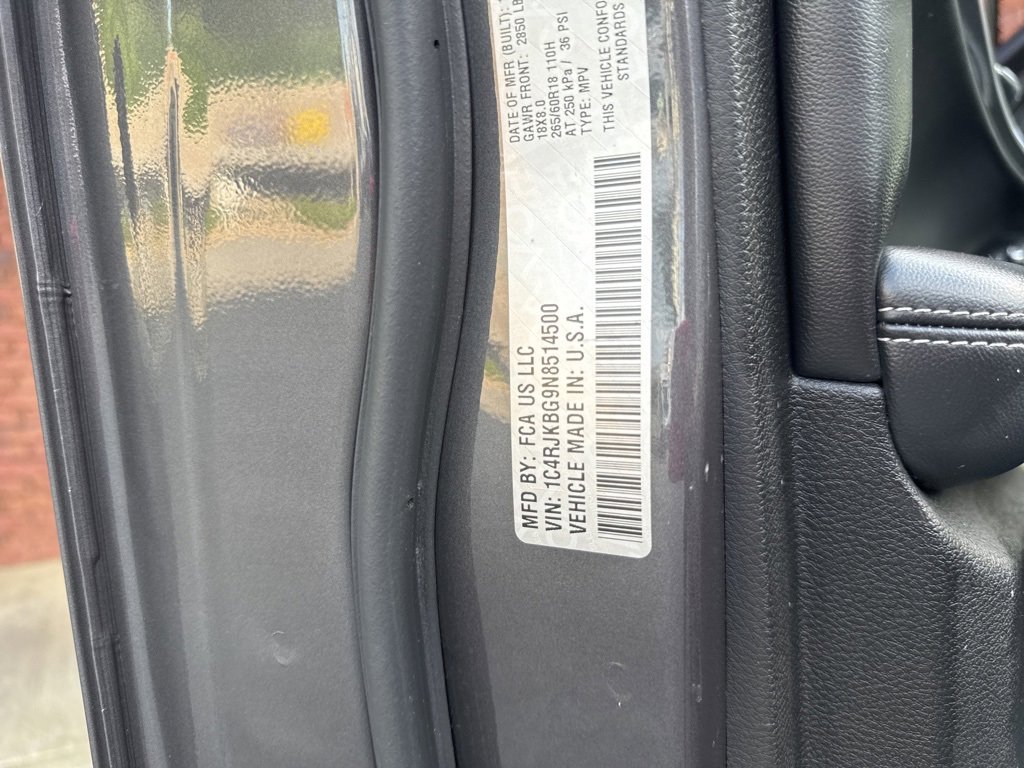 MFD BY: FCA US LLC
DATE OF MFR (BUILT):
GAWR FRONT: 2850 LB
18X8.0
265/60R18 110H
AT 250 kPa / 36 PSI
TYPE: MPV
VIN: 1C4RJKBG9N8514500
VEHICLE MADE IN: U.S.A.
THIS VEHICLE CONFO
STANDARDS